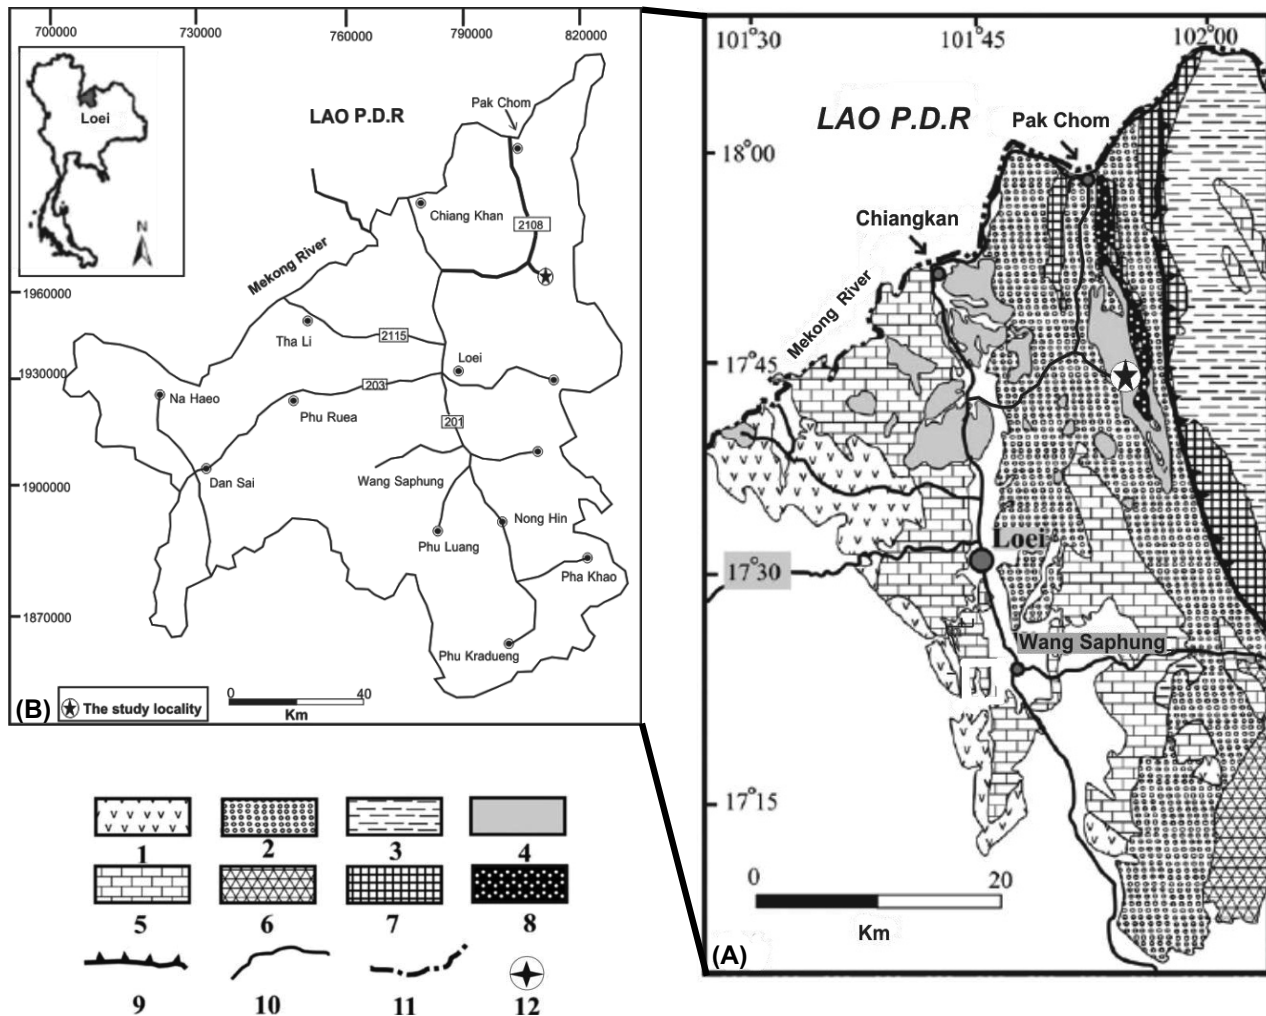 700000
730000
760000
790000
820000
Loei
N
LAO P.D.R
Pak Chom
Chiang Khan
2108
Mekong River
1960000
Tha Li
2115
Loei
1930000
203
Na Haeo
Phu Ruea
201
Wang Saphung
Dan Sai
1900000
Nong Hin
Phu Luang
Pha Khao
1870000
Phu Kradueng
(B)
The study locality
0
40
Km
101°30
101°45
102°00
LAO P.D.R
Pak Chom
18°00
Chiangkan
Mekong River
17°45
Loei
17°30
Wang Saphung
17°15
0
20
Km
(A)
1
2
3
4
5
6
7
8
9
10
11
12